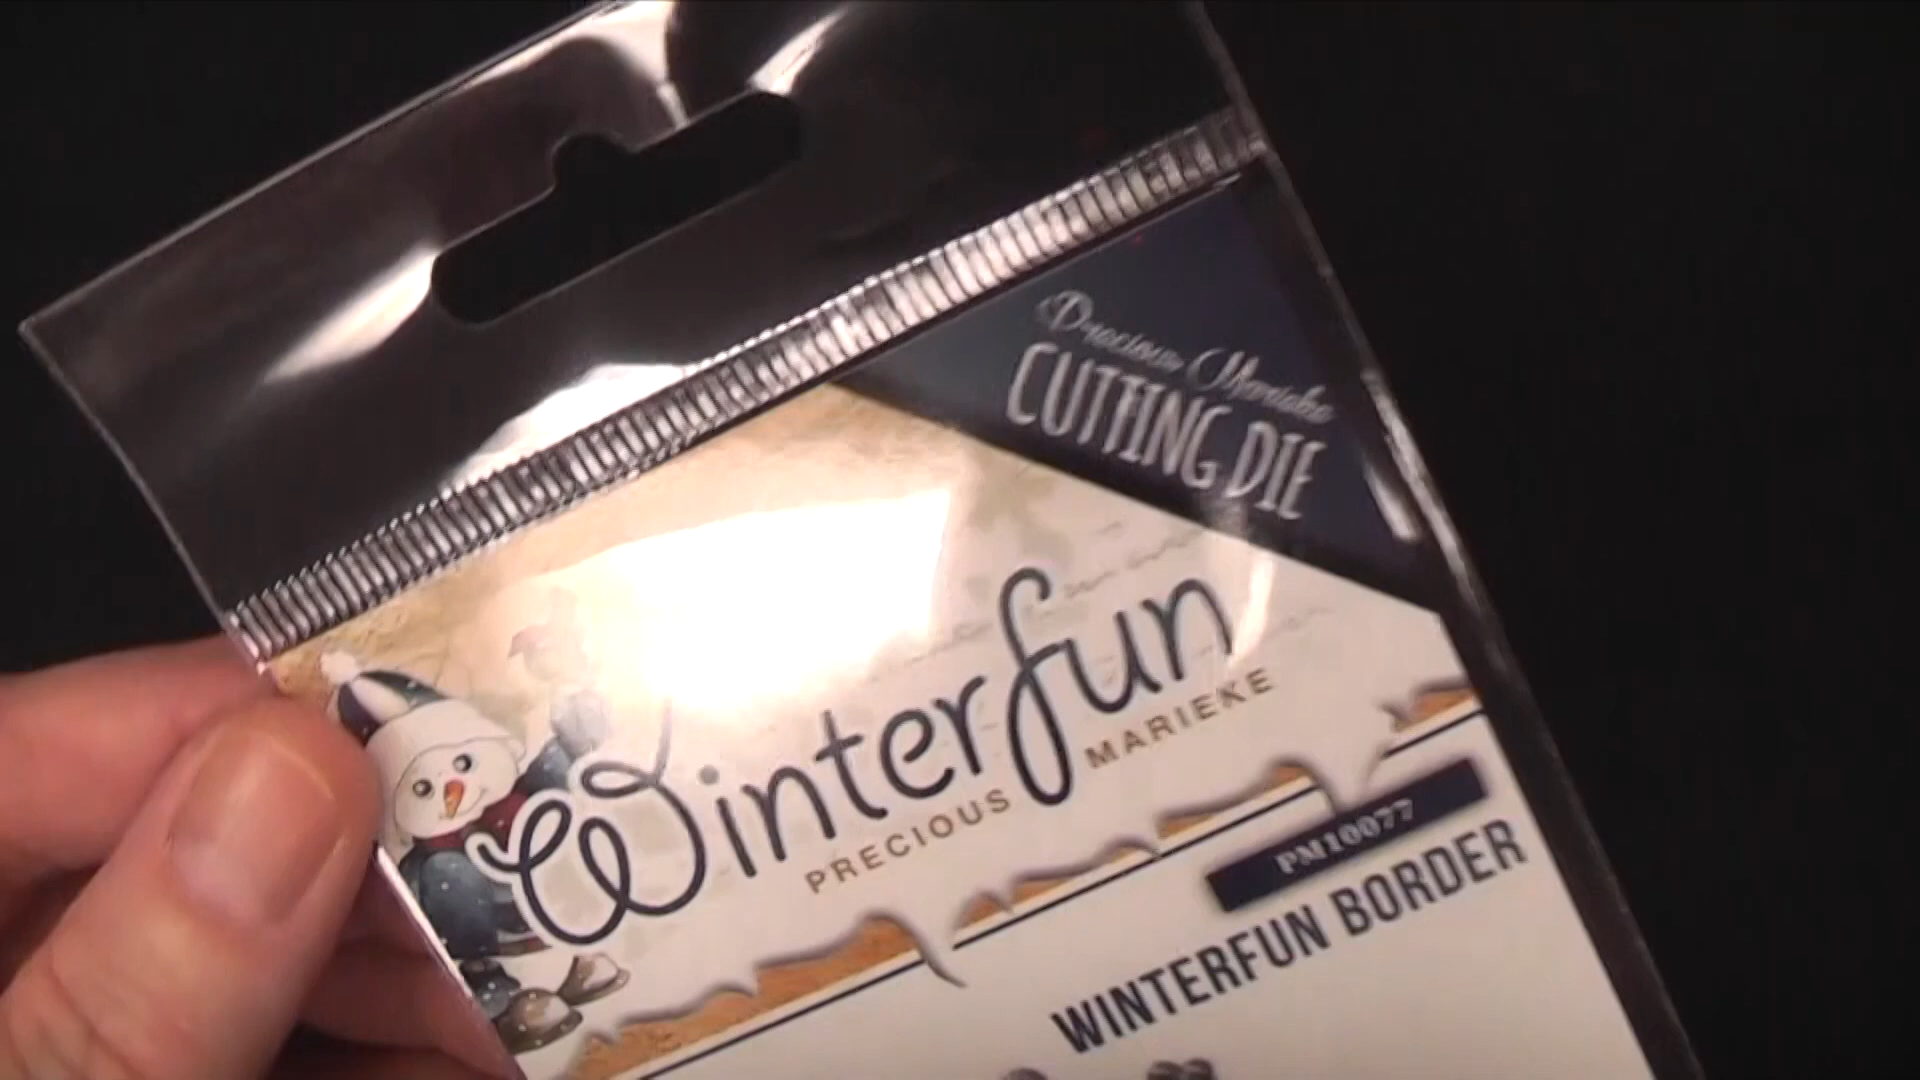 Precious Marieke
CUTTING DIE
Winterfun
PRECIOUS MARIEKE
PM10077
WINTERFUN BORDER